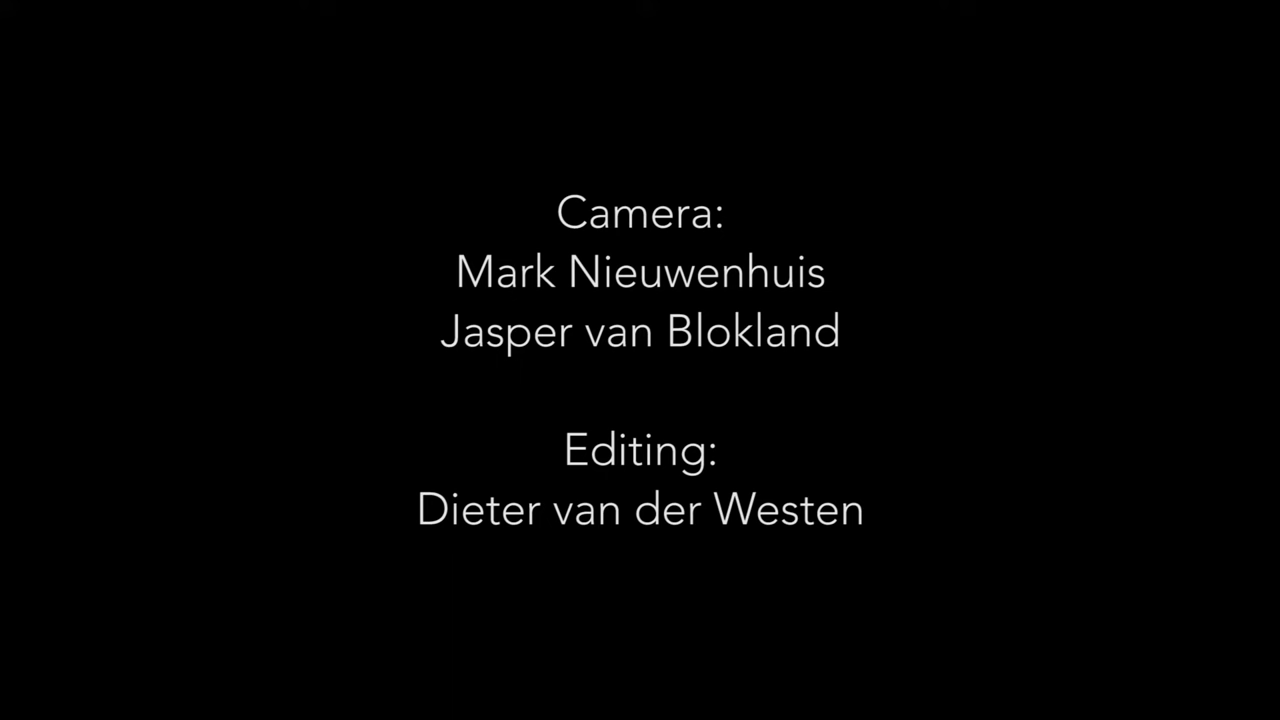 Camera:
Mark Nieuwenhuis
Jasper van Blokland
Editing:
Dieter van der Westen